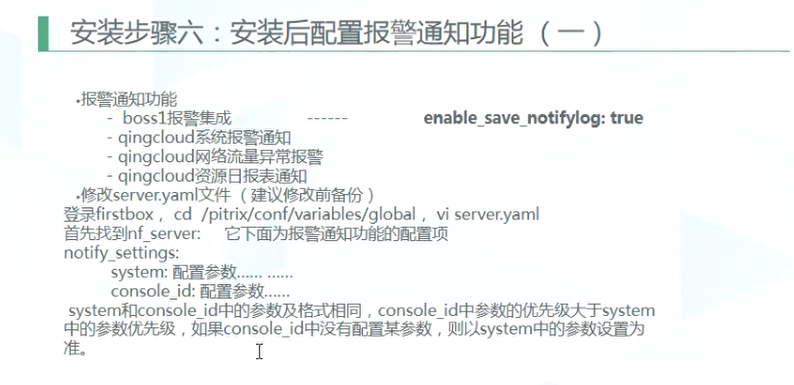 安装步骤六：安装后配置报警通知功能（一）
•报警通知功能
- boss1报警集成 ------ enable_save_notifylog: true
- qingcloud系统报警通知
- qingcloud网络流量异常报警
- qingcloud资源日报表通知
•修改server.yaml文件（建议修改前备份）
登录firstbox，cd /pitrix/conf/variables/global，vi server.yaml
首先找到nf_server: 它下面为报警通知功能的配置项
notify_settings:
system: 配置参数...... ......
console_id: 配置参数......
system和console_id中的参数及格式相同，console_id中参数的优先级大于system
中的参数优先级，如果console_id中没有配置某参数，则以system中的参数设置为
准。